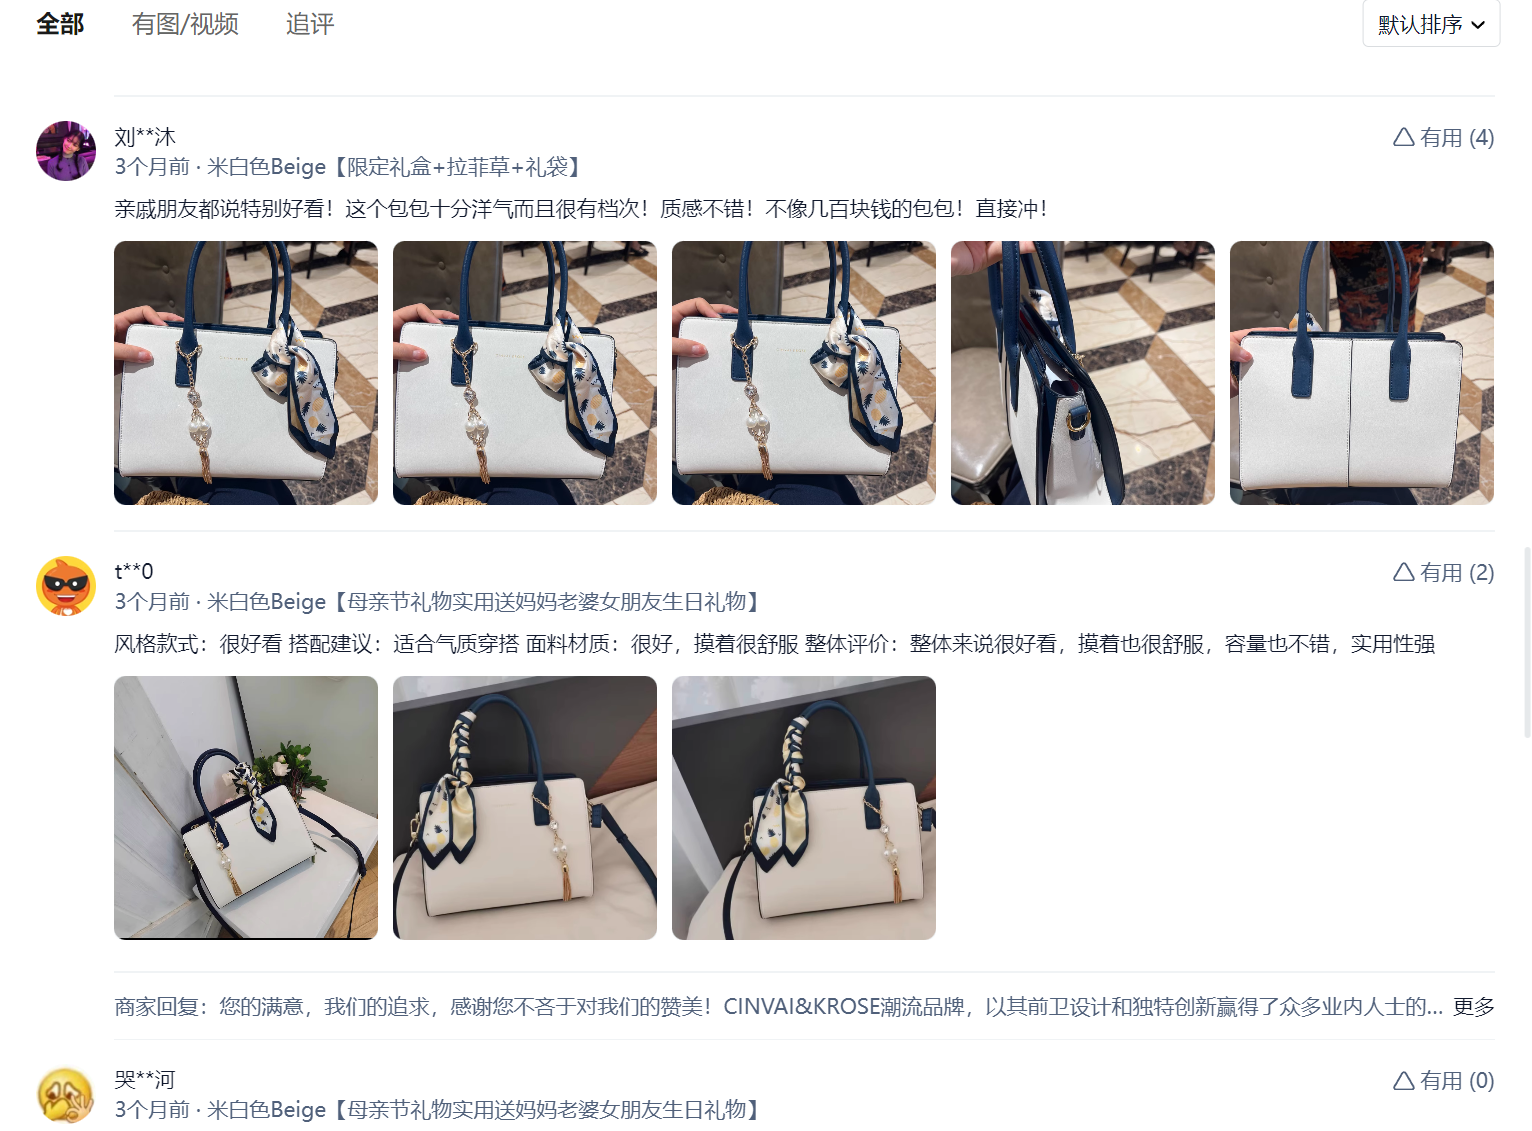 全部 有图/视频 追评 默认排序
刘**沐 有用 (4)
3个月前 · 米白色Beige【限定礼盒+拉菲草+礼袋】
亲戚朋友都说特别好看！这个包包十分洋气而且很有档次！质感不错！不像几百块钱的包包！直接冲！
t**0 有用 (2)
3个月前 · 米白色Beige【母亲节礼物实用送妈妈老婆女朋友生日礼物】
风格款式：很好看 搭配建议：适合气质穿搭 面料材质：很好，摸着很舒服 整体评价：整体来说很好看，摸着也很舒服，容量也不错，实用性强
商家回复：您的满意，我们的追求，感谢您不吝于对我们的赞美！CINVAI&KROSE潮流品牌，以其前卫设计和独特创新赢得了众多业内人士的... 更多
哭**河 有用 (0)
3个月前 · 米白色Beige【母亲节礼物实用送妈妈老婆女朋友生日礼物】